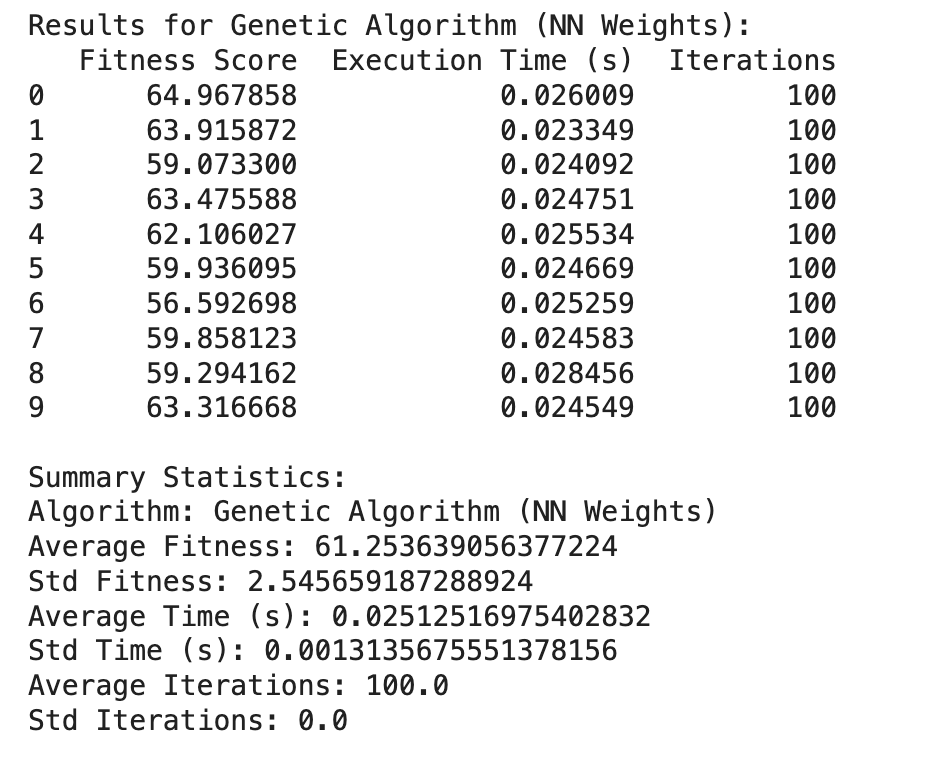 Results for Genetic Algorithm (NN Weights):
Fitness Score  Execution Time (s)  Iterations
0      64.967858            0.026009         100
1      63.915872            0.023349         100
2      59.073300            0.024092         100
3      63.475588            0.024751         100
4      62.106027            0.025534         100
5      59.936095            0.024669         100
6      56.592698            0.025259         100
7      59.858123            0.024583         100
8      59.294162            0.028456         100
9      63.316668            0.024549         100
Summary Statistics:
Algorithm: Genetic Algorithm (NN Weights)
Average Fitness: 61.253639056377224
Std Fitness: 2.545659187288924
Average Time (s): 0.02512516975402832
Std Time (s): 0.0013135675551378156
Average Iterations: 100.0
Std Iterations: 0.0